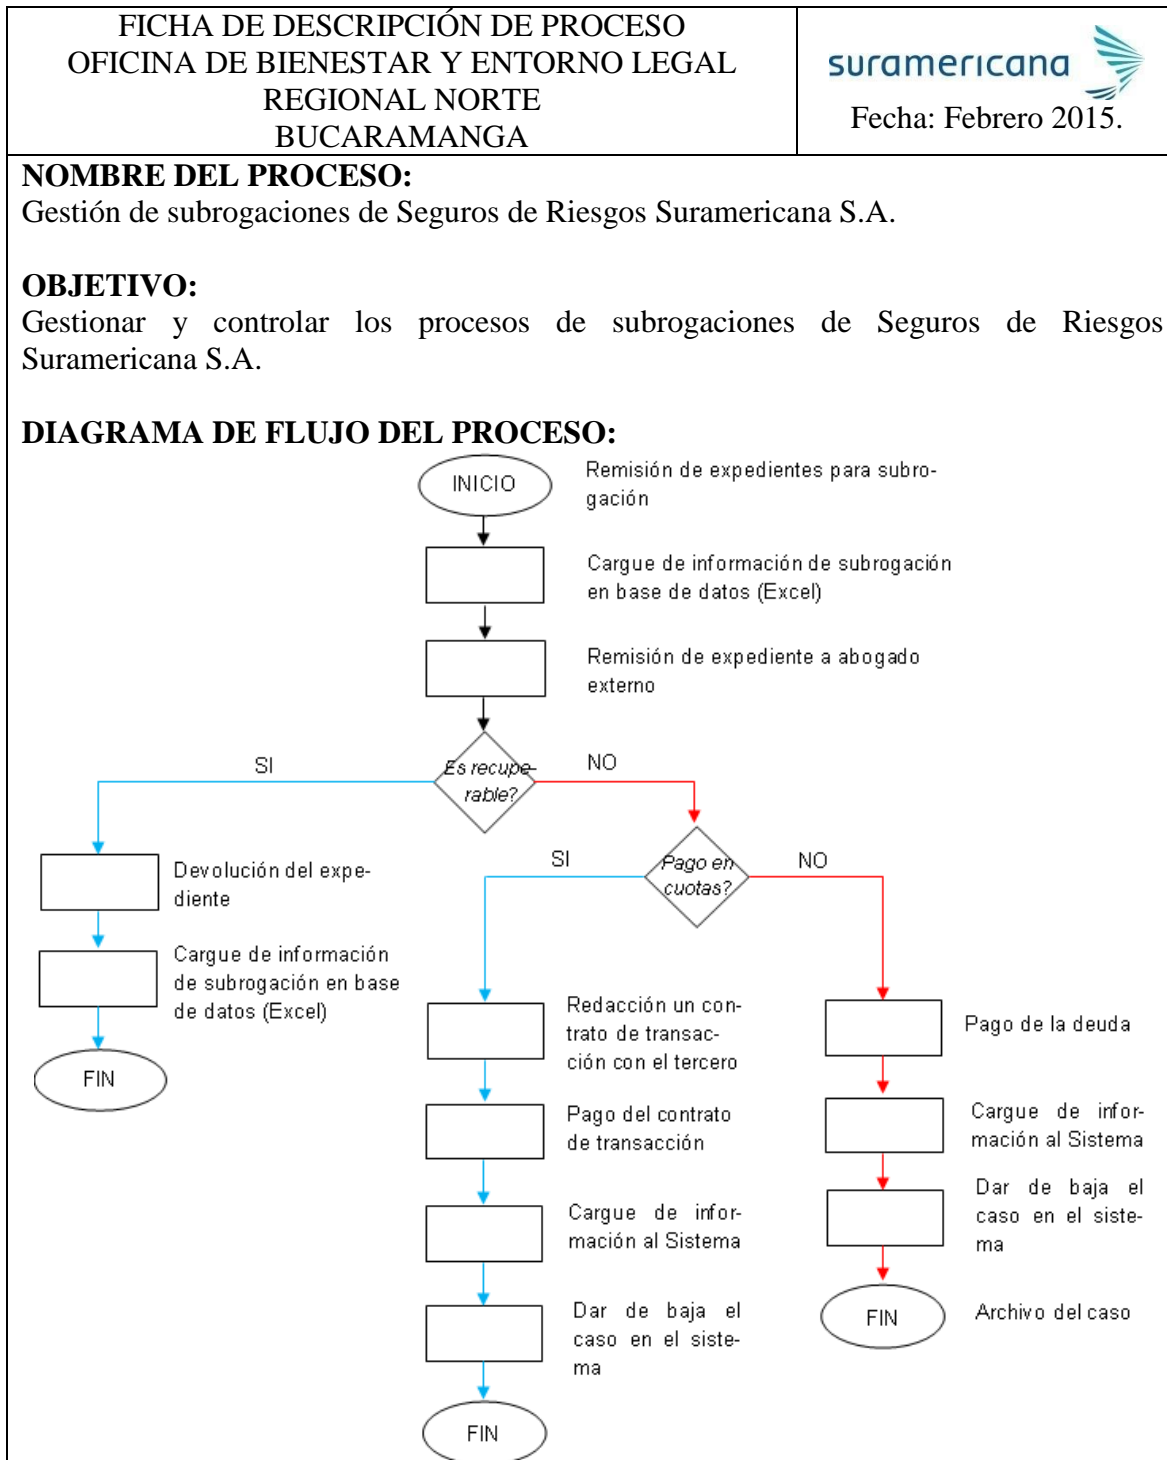 FICHA DE DESCRIPCIÓN DE PROCESO
OFICINA DE BIENESTAR Y ENTORNO LEGAL
REGIONAL NORTE
BUCARAMANGA
suramericana
Fecha: Febrero 2015.
NOMBRE DEL PROCESO:
Gestión de subrogaciones de Seguros de Riesgos Suramericana S.A.
OBJETIVO:
Gestionar y controlar los procesos de subrogaciones de Seguros de Riesgos
Suramericana S.A.
DIAGRAMA DE FLUJO DEL PROCESO:
INICIO
Remisión de expedientes para subro-
gación
Cargue de información de subrogación
en base de datos (Excel)
Remisión de expediente a abogado
externo
Es recupe-
rable?
SI
NO
Devolución del expe-
diente
Cargue de información
de subrogación en base
de datos (Excel)
FIN
Pago en
cuotas?
SI
NO
Redacción un con-
trato de transac-
ción con el tercero
Pago del contrato
de transacción
Cargue de infor-
mación al Sistema
Dar de baja el
caso en el siste-
ma
FIN
Pago de la deuda
Cargue de infor-
mación al Sistema
Dar de baja el
caso en el siste-
ma
FIN
Archivo del caso